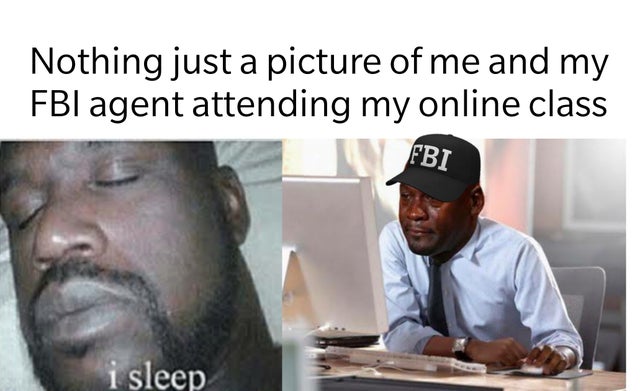 Nothing just a picture of me and my
FBI agent attending my online class
FBI
i sleep